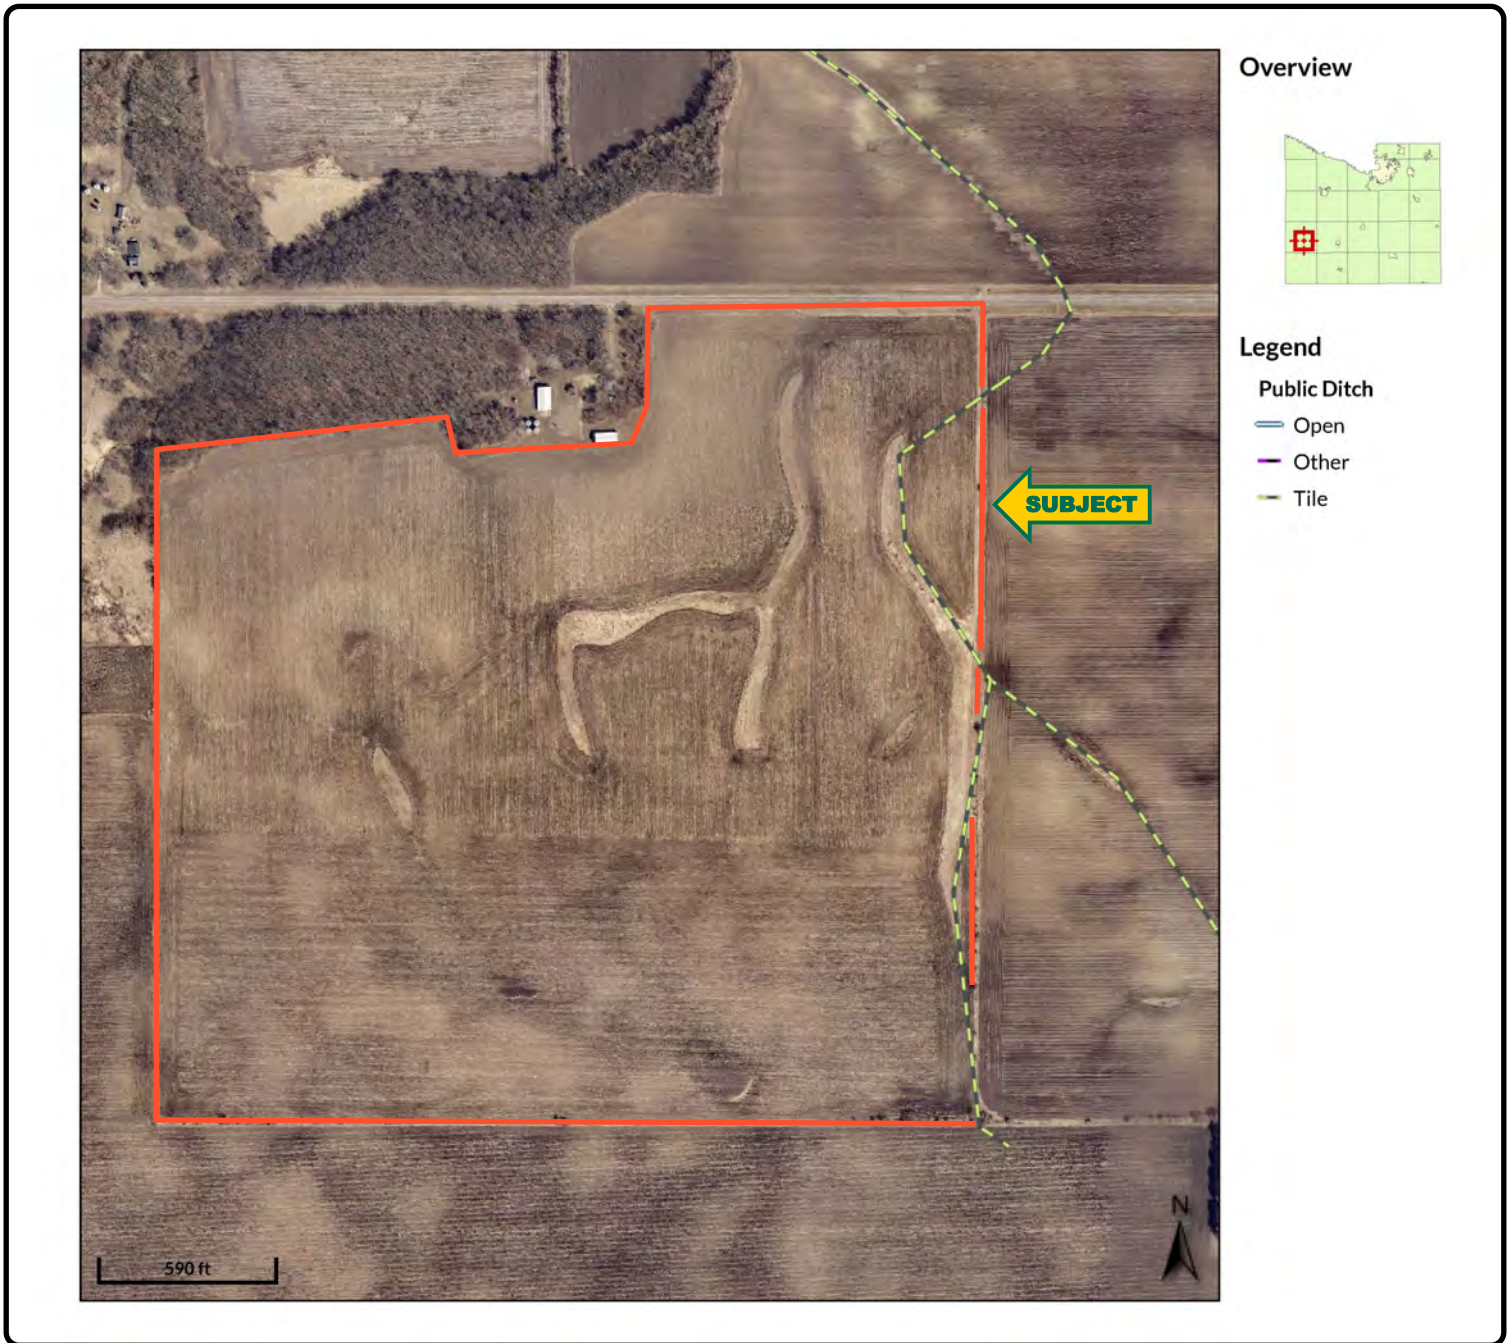 Overview
Legend
Public Ditch
Open
Other
Tile
SUBJECT
N
590 ft